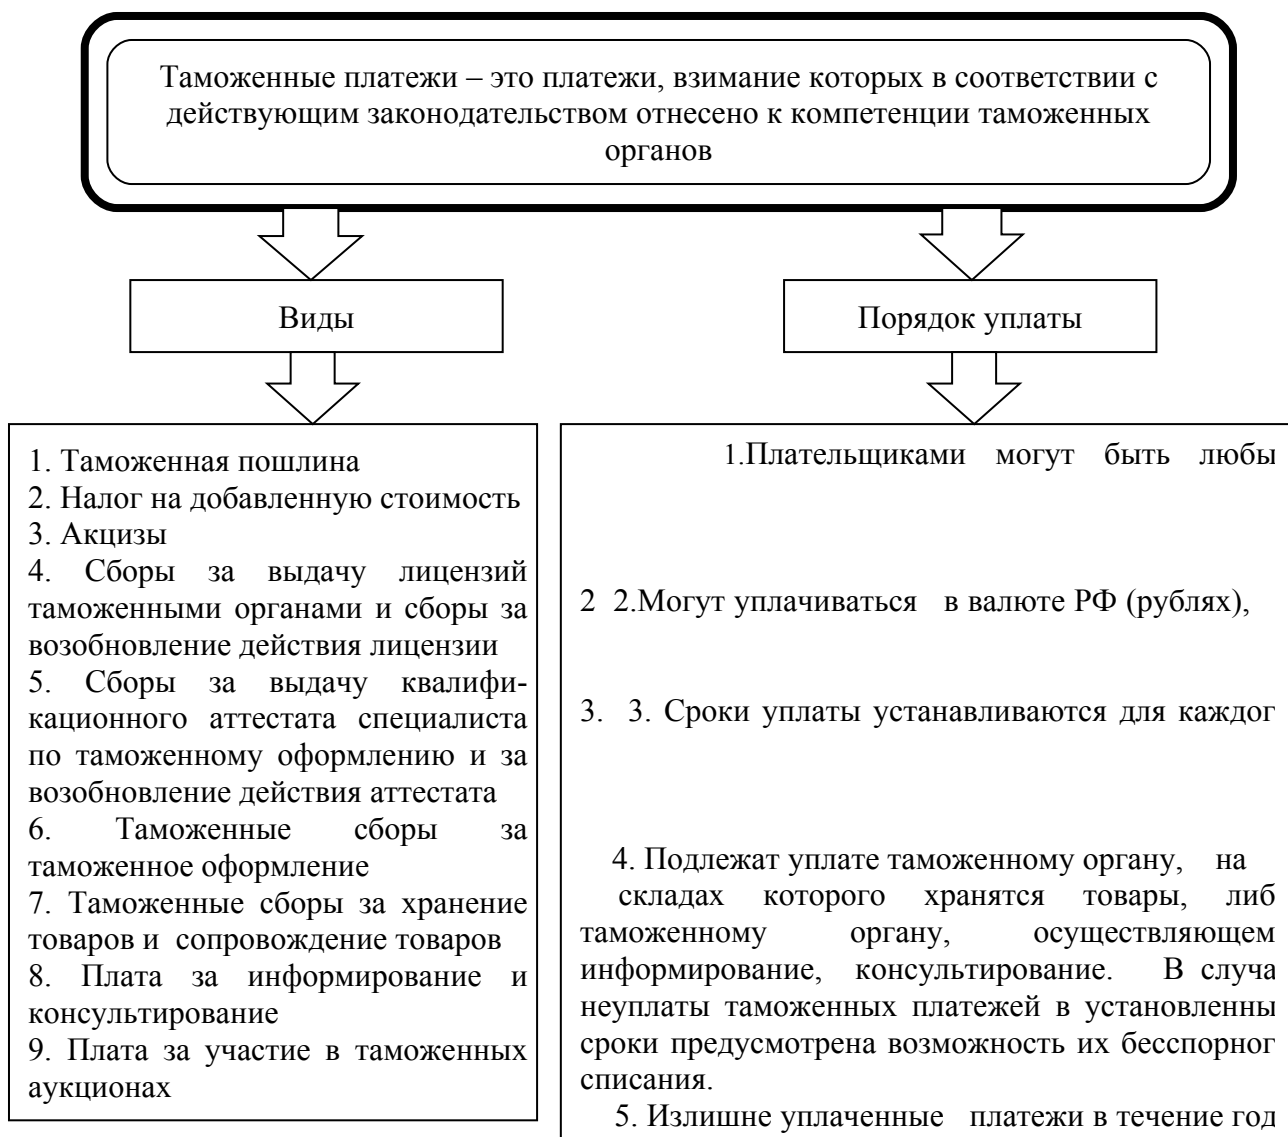 Таможенные платежи – это платежи, взимание которых в соответствии с
действующим законодательством отнесено к компетенции таможенных
органов
Виды
Порядок уплаты
1. Таможенная пошлина
2. Налог на добавленную стоимость
3. Акцизы
4. Сборы за выдачу лицензий
таможенными органами и сборы за
возобновление действия лицензии
5. Сборы за выдачу квалифи-
кационного аттестата специалиста
по таможенному оформлению и за
возобновление действия аттестата
6. Таможенные сборы за
таможенное оформление
7. Таможенные сборы за хранение
товаров и сопровождение товаров
8. Плата за информирование и
консультирование
9. Плата за участие в таможенных
аукционах
1.Плательщиками могут быть любы
2 2.Могут уплачиваться в валюте РФ (рублях),
3. 3. Сроки уплаты устанавливаются для каждог
4. Подлежат уплате таможенному органу, на
складах которого хранятся товары, либ
таможенному органу, осуществляющем
информирование, консультирование. В случа
неуплаты таможенных платежей в установленны
сроки предусмотрена возможность их бесспорног
списания.
5. Излишне уплаченные платежи в течение год